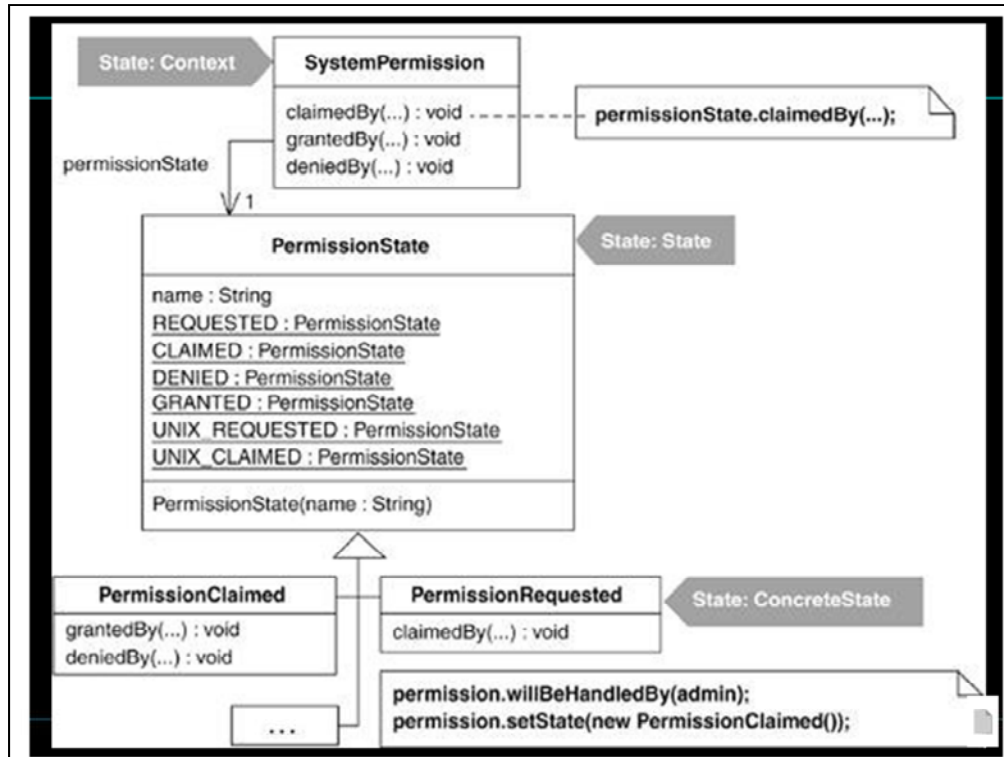 State: Context
SystemPermission
claimedBy(...) : void
grantedBy(...) : void
deniedBy(...) : void
permissionState.claimedBy(...);
permissionState
1
PermissionState
State: State
name : String
REQUESTED : PermissionState
CLAIMED : PermissionState
DENIED : PermissionState
GRANTED : PermissionState
UNIX_REQUESTED : PermissionState
UNIX_CLAIMED : PermissionState
PermissionState(name : String)
PermissionClaimed
grantedBy(...) : void
deniedBy(...) : void
PermissionRequested
claimedBy(...) : void
State: ConcreteState
permission.willBeHandledBy(admin);
permission.setState(new PermissionClaimed());
...